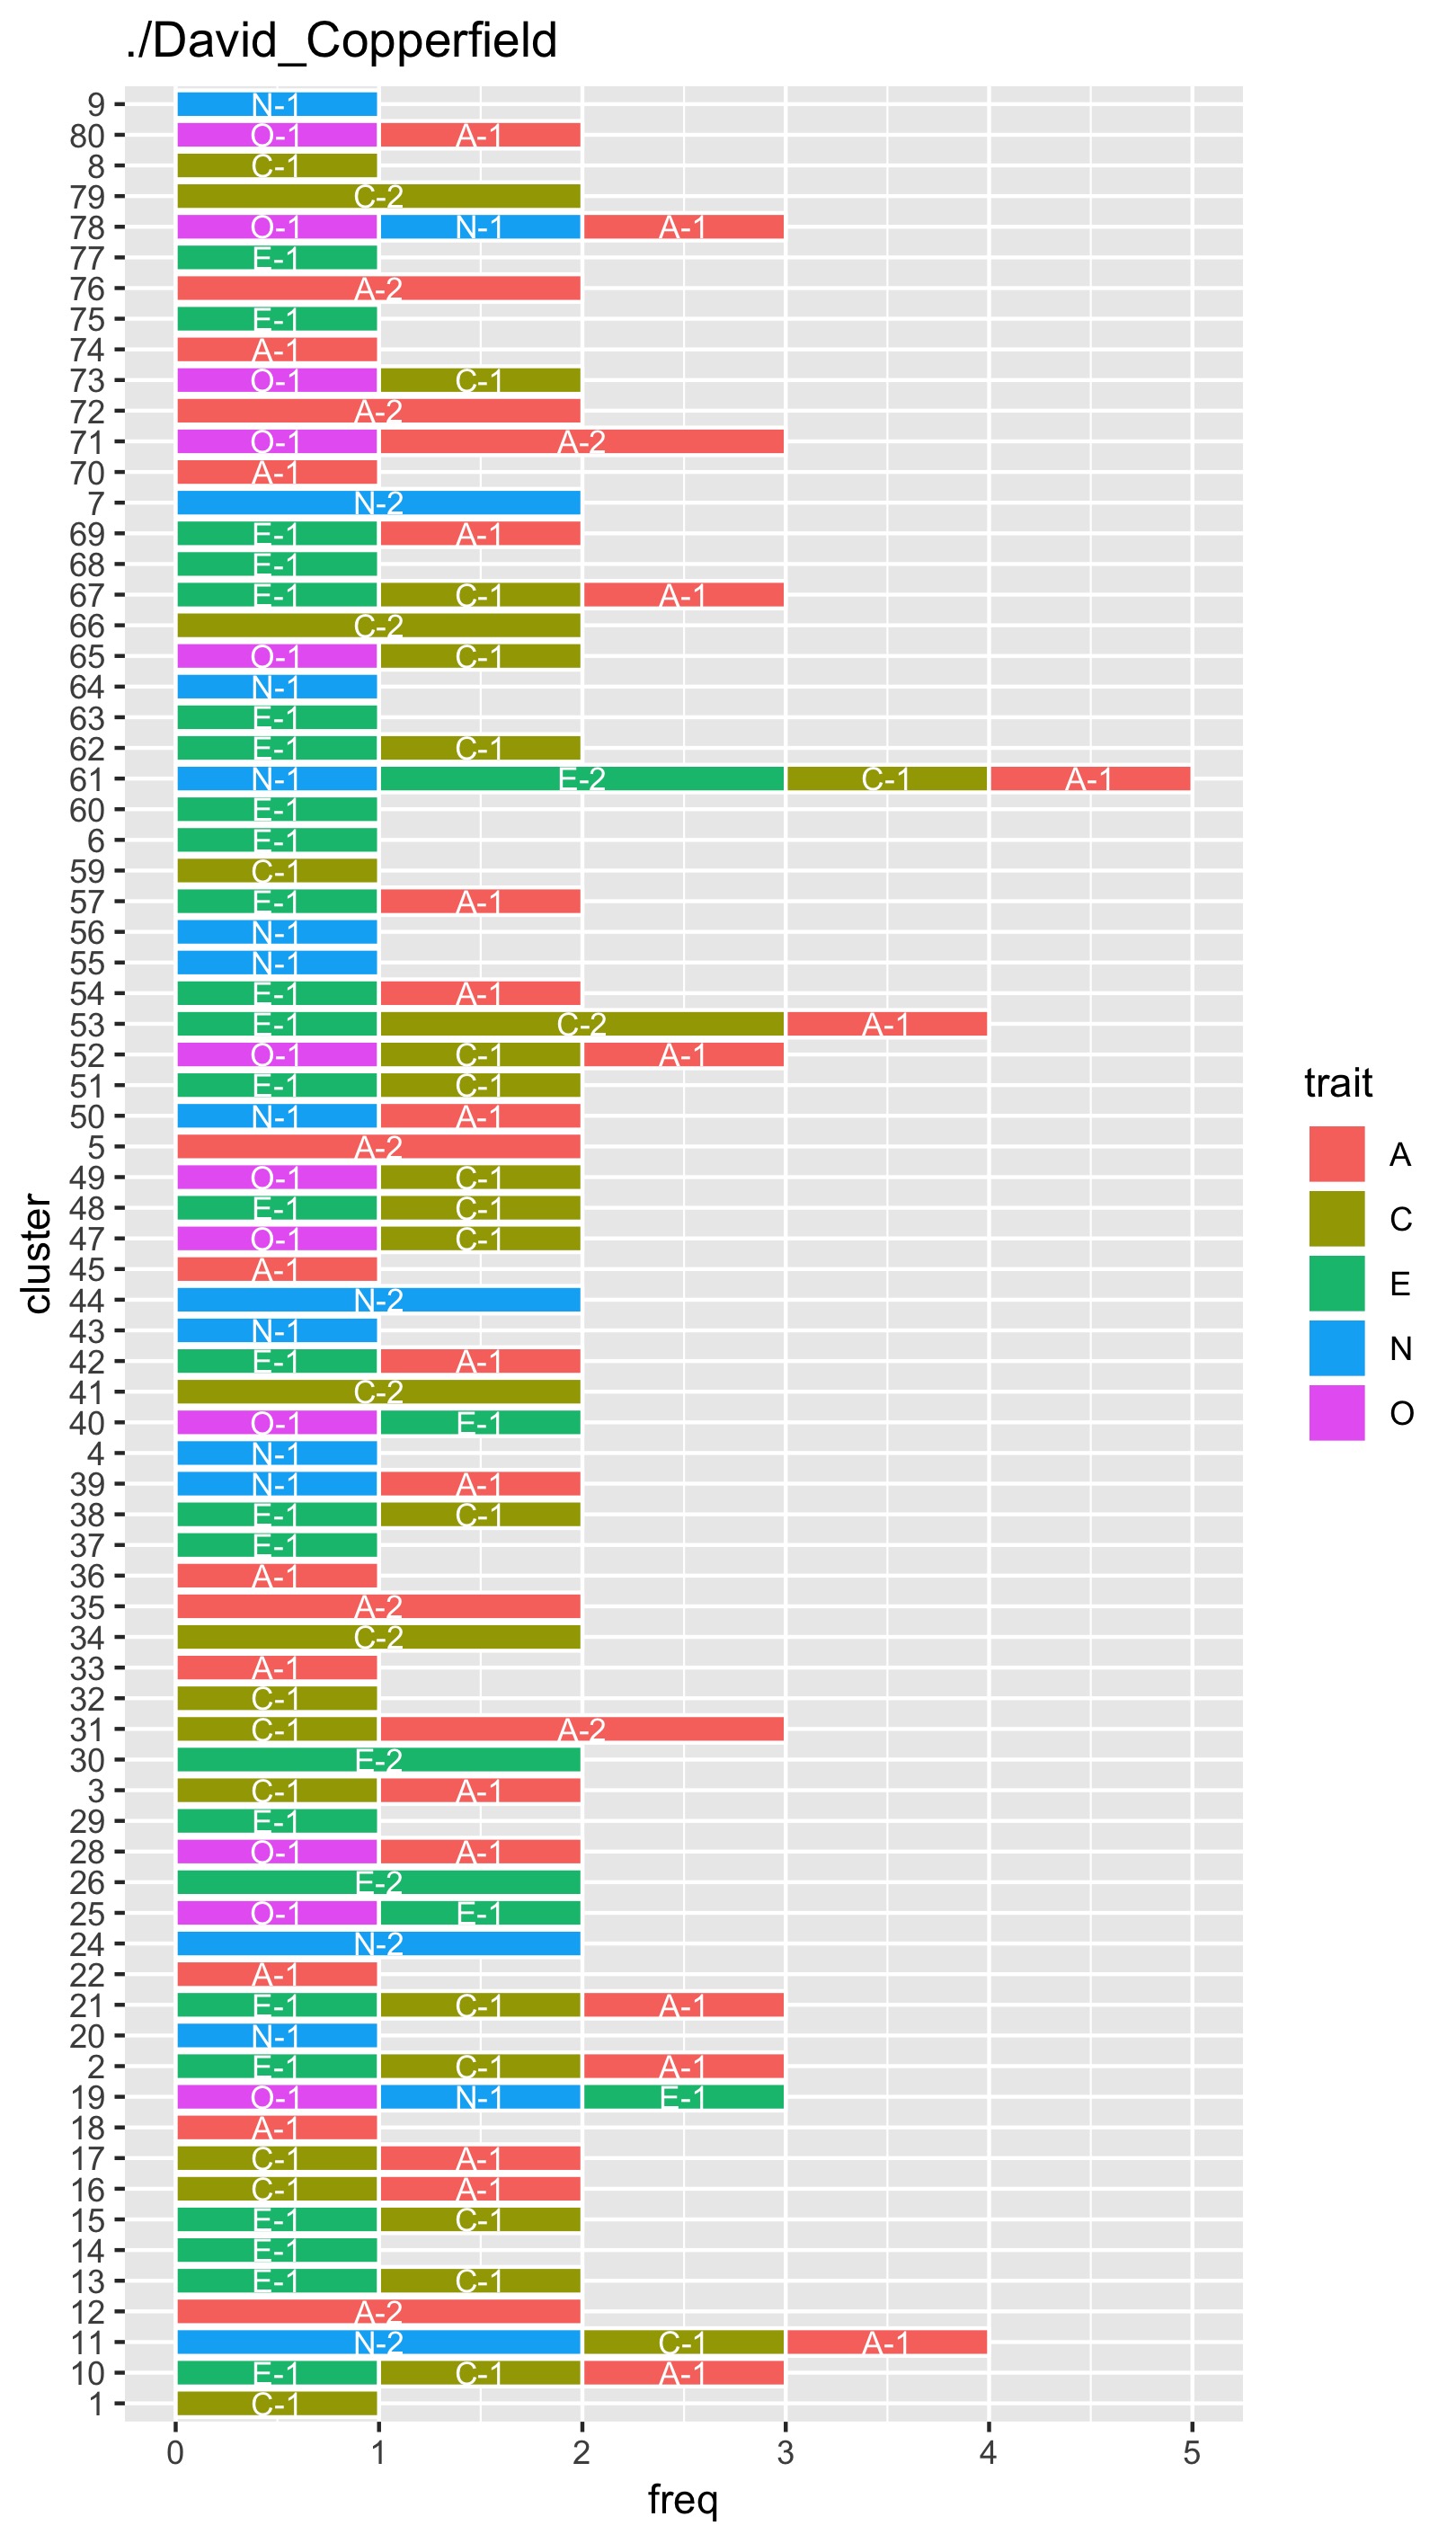 ./David_Copperfield
9 N-1
80 O-1 A-1
8 C-1
79 C-2
78 O-1 N-1 A-1
77 E-1
76 A-2
75 E-1
74 A-1
73 O-1 C-1
72 A-2
71 O-1 A-2
70 A-1
7 N-2
69 E-1 A-1
68 E-1
67 E-1 C-1 A-1
66 C-2
65 O-1 C-1
64 N-1
63 E-1
62 E-1 C-1
61 N-1 E-2 C-1 A-1
60 E-1
6 E-1
59 C-1
57 E-1 A-1
56 N-1
55 N-1
54 E-1 A-1
53 E-1 C-2 A-1
52 O-1 C-1 A-1
51 E-1 C-1
50 N-1 A-1
5 A-2
49 O-1 C-1
48 E-1 C-1
47 O-1 C-1
45 A-1
44 N-2
43 N-1
42 E-1 A-1
41 C-2
40 O-1 E-1
4 N-1
39 N-1 A-1
38 E-1 C-1
37 E-1
36 A-1
35 A-2
34 C-2
33 A-1
32 C-1
31 C-1 A-2
30 E-2
3 C-1 A-1
29 E-1
28 O-1 A-1
26 E-2
25 O-1 E-1
24 N-2
22 A-1
21 E-1 C-1 A-1
20 N-1
2 E-1 C-1 A-1
19 O-1 N-1 E-1
18 A-1
17 C-1 A-1
16 C-1 A-1
15 E-1 C-1
14 E-1
13 E-1 C-1
12 A-2
11 N-2 C-1 A-1
10 E-1 C-1 A-1
1 C-1
0 1 2 3 4 5
freq
cluster
trait
A
C
E
N
O